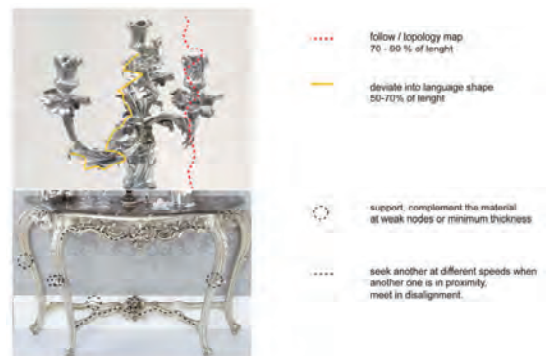 follow / topology map
70 - 90 % of lenght
deviate into language shape
50-70% of lenght
support, complement the material
at weak nodes or minimum thickness
seek another at different speeds when
another one is in proximity,
meet in disalignment.